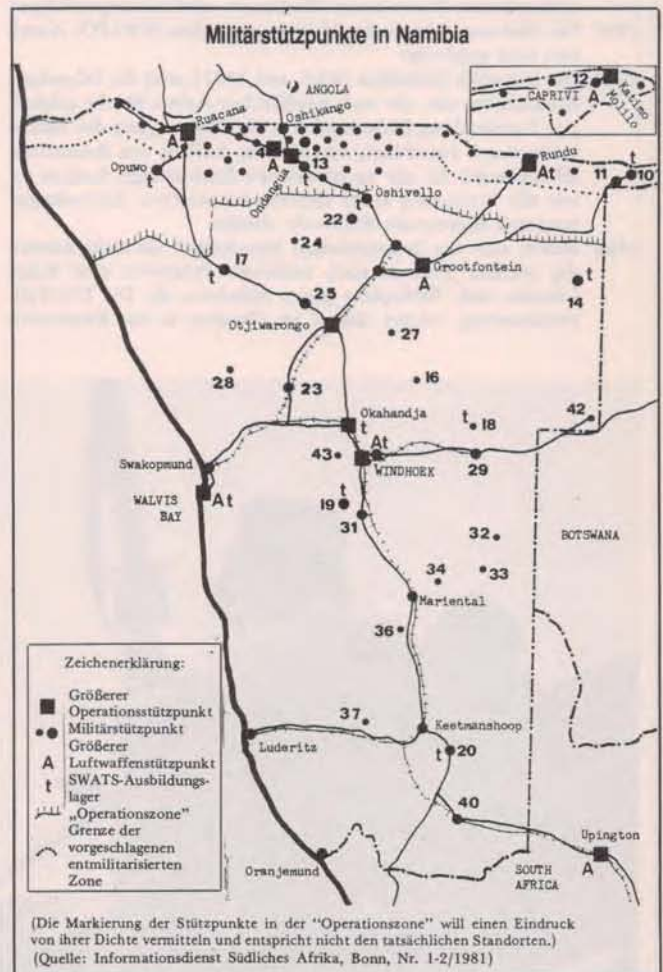 Militärstützpunkte in Namibia
ANGOLA
Ruacana
Oshikango
CAPRIVI
12
A
Katimo
Molilo
A
4
A
13
Opuwo
t
Ondangua
Oshivello
Rundu
At
t
11
10
22
24
17
t
Grootfontein
A
t
14
25
Otjiwarongo
27
28
16
23
Okahandja
t
t
18
42
43
At
WINDHOEK
29
Swakopmund
WALVIS
BAY
At
t
19
31
32
BOTSWANA
33
34
Mariental
36
37
Keetmanshoop
Luderitz
t
20
40
Upington
A
Oranjemund
SOUTH
AFRICA
Zeichenerklärung:
Größerer
Operationsstützpunkt
Militärstützpunkt
Größerer
A Luftwaffenstützpunkt
t SWATS-Ausbildungs-
lager
„Operationszone"
Grenze der
vorgeschlagenen
entmilitarisierten
Zone
(Die Markierung der Stützpunkte in der "Operationszone" will einen Eindruck
von ihrer Dichte vermitteln und entspricht nicht den tatsächlichen Standorten.)
(Quelle: Informationsdienst Südliches Afrika, Bonn, Nr. 1-2/1981)